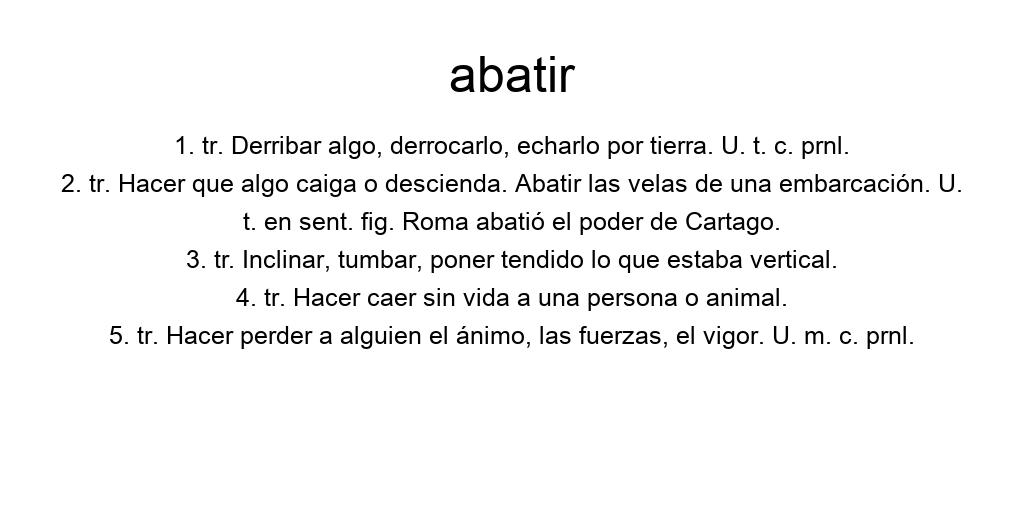 abatir
1. tr. Derribar algo, derrocarlo, echarlo por tierra. U. t. c. prnl.
2. tr. Hacer que algo caiga o descienda. Abatir las velas de una embarcación. U.
t. en sent. fig. Roma abatió el poder de Cartago.
3. tr. Inclinar, tumbar, poner tendido lo que estaba vertical.
4. tr. Hacer caer sin vida a una persona o animal.
5. tr. Hacer perder a alguien el ánimo, las fuerzas, el vigor. U. m. c. prnl.